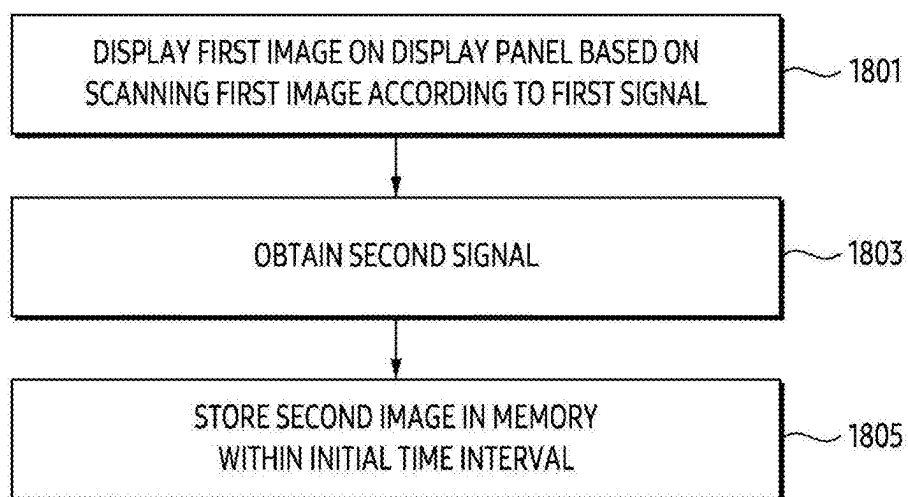 DISPLAY FIRST IMAGE ON DISPLAY PANEL BASED ON
SCANNING FIRST IMAGE ACCORDING TO FIRST SIGNAL
1801
OBTAIN SECOND SIGNAL
1803
STORE SECOND IMAGE IN MEMORY
WITHIN INITIAL TIME INTERVAL
1805